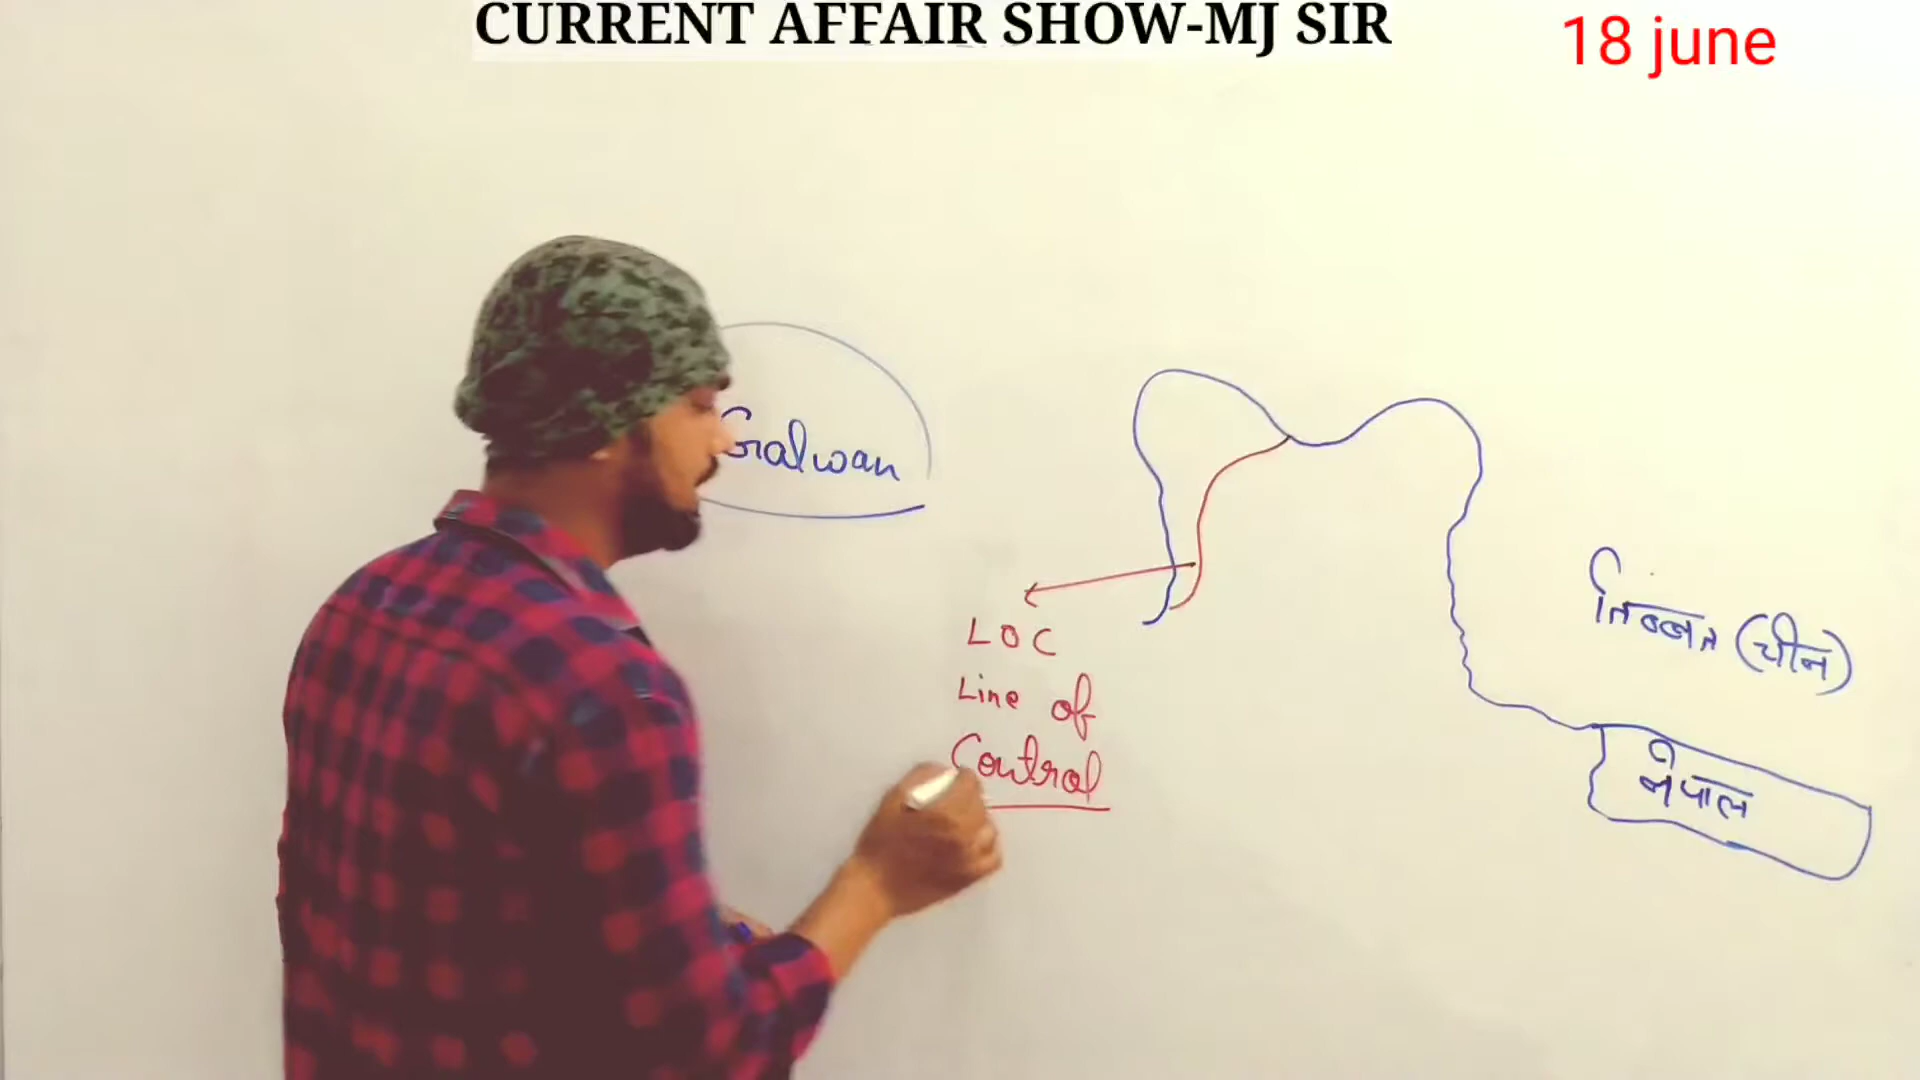 CURRENT AFFAIR SHOW-MJ SIR
18 june
Galwan
LOC
Line of
Control
तिब्बत (चीन)
नेपाल